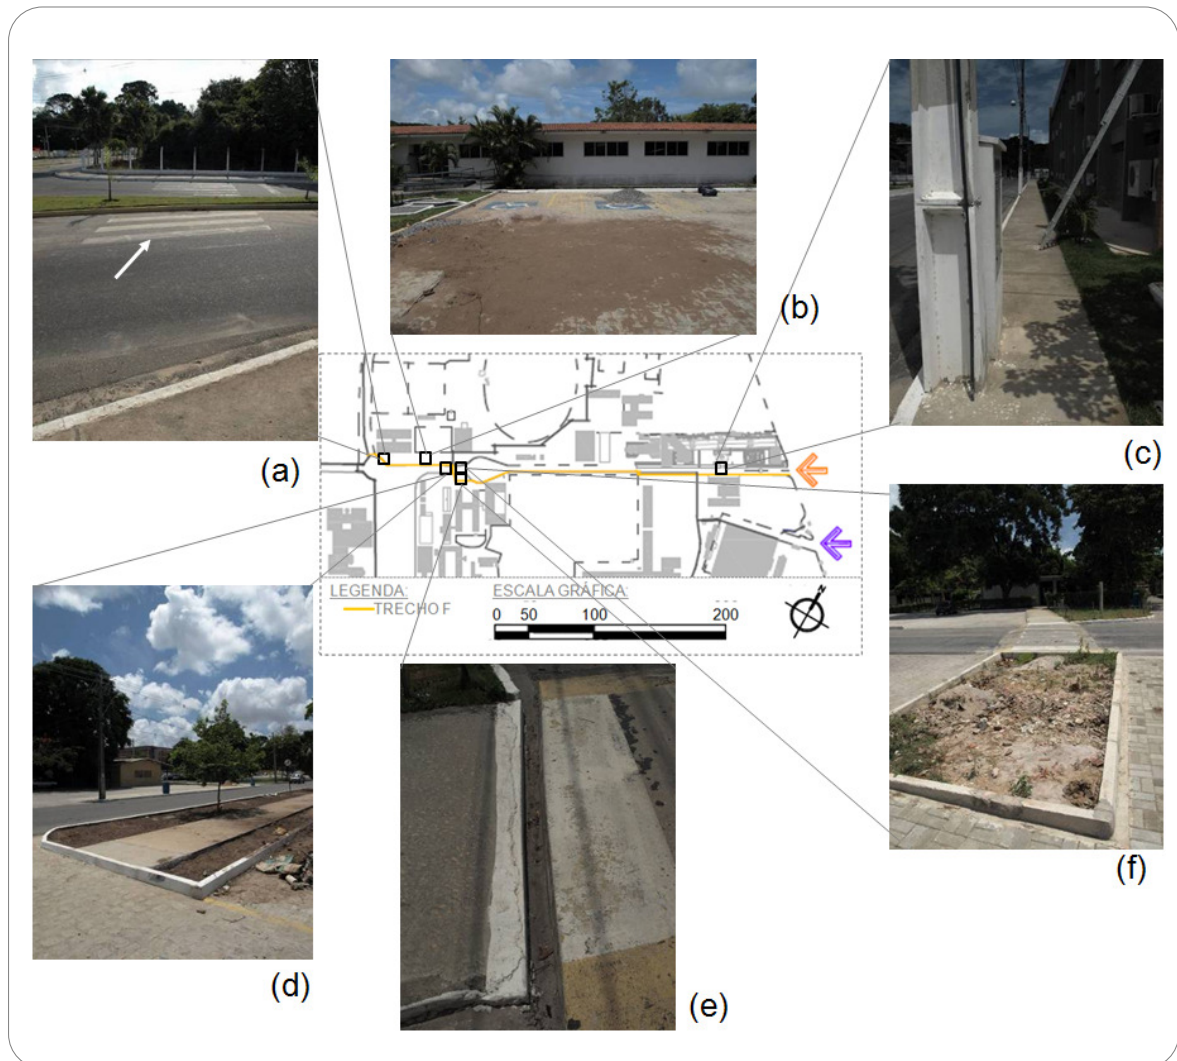 (a)
(b)
(c)
(d)
(e)
(f)
LEGENDA:
TRECHO F
ESCALA GRÁFICA:
0 50 100 200
N